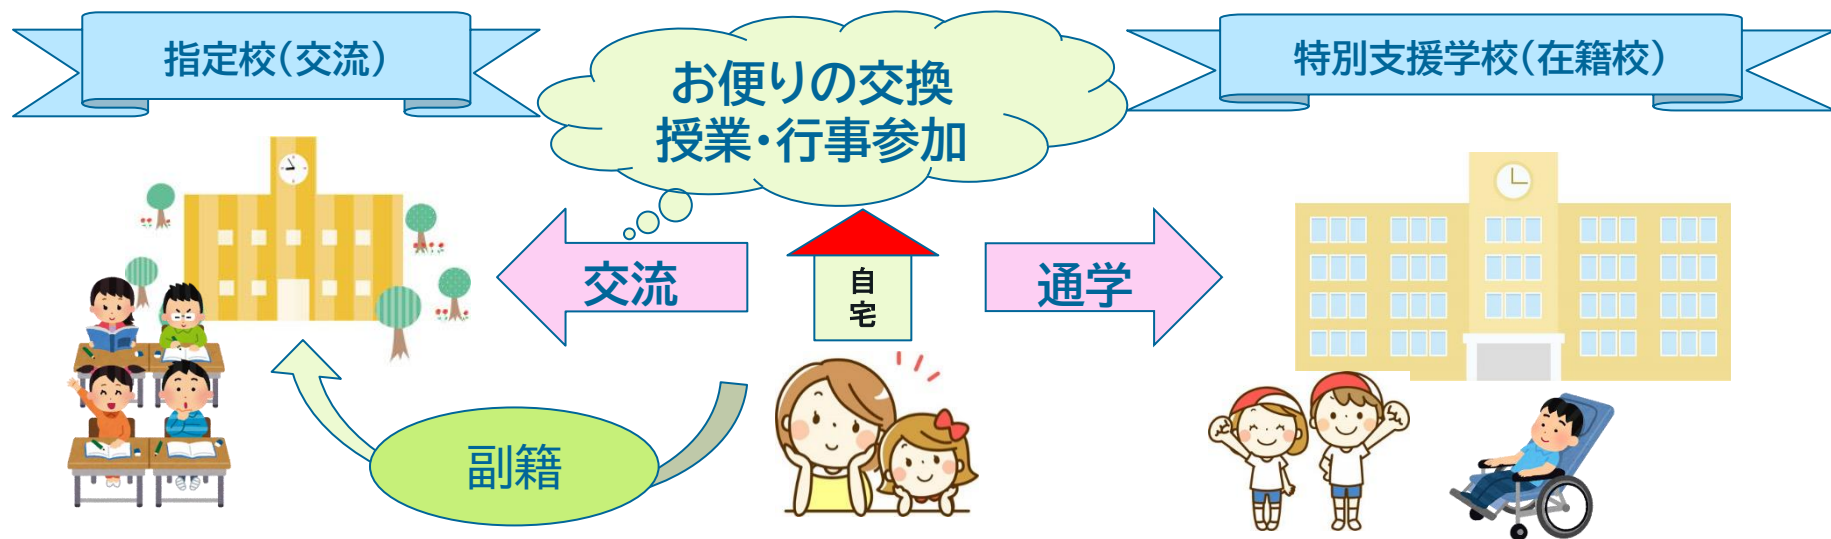 指定校(交流)
お便りの交換
授業・行事参加
特別支援学校(在籍校)
交流
自
宅
通学
副籍